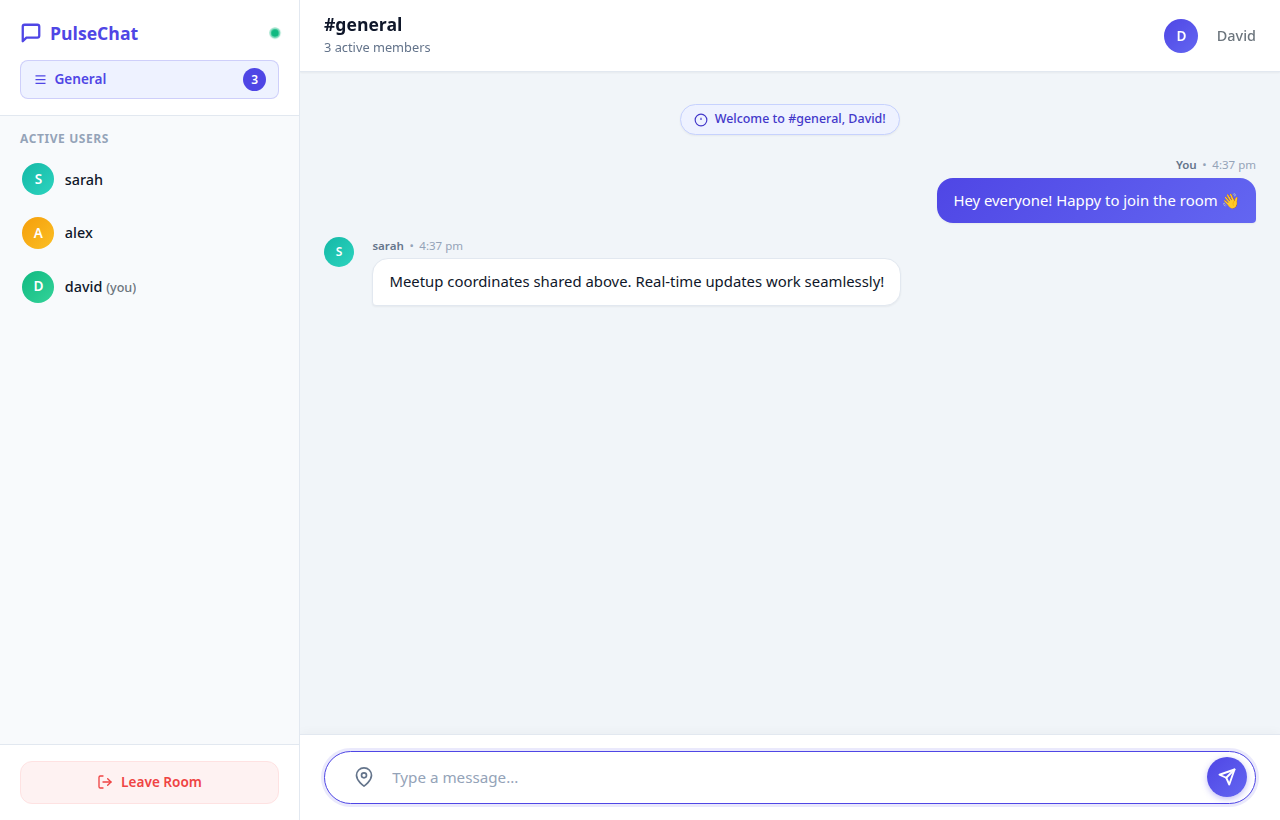 PulseChat
General
3
ACTIVE USERS
S
sarah
A
alex
D
david (you)
Leave Room
#general
3 active members
D
David
Welcome to #general, David!
You • 4:37 pm
Hey everyone! Happy to join the room 👋
S
sarah • 4:37 pm
Meetup coordinates shared above. Real-time updates work seamlessly!
Type a message...